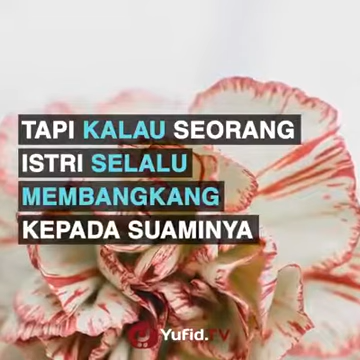 TAPI KALAU SEORANG
ISTRI SELALU
MEMBANGKANG
KEPADA SUAMINYA
YuFid.TV